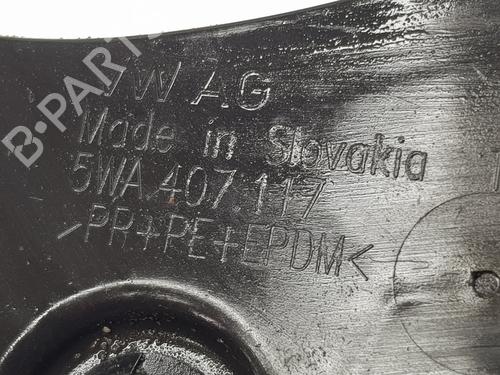 B-PARTS
VW AG
Made in Slovakia
5WA.407 117
>PP+PE+EPDM<